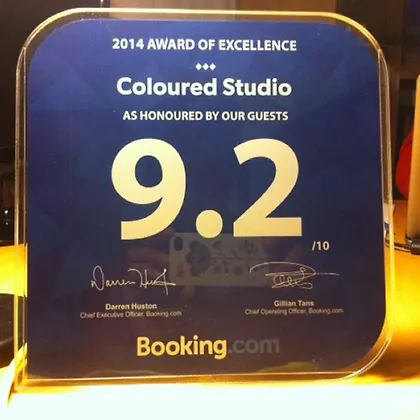 2014 AWARD OF EXCELLENCE
Coloured Studio
AS HONOURED BY OUR GUESTS
9.2
/10
Darren Huston
Chief Executive Officer, Booking.com
Gillian Tans
Chief Operating Officer, Booking.com
Booking.com